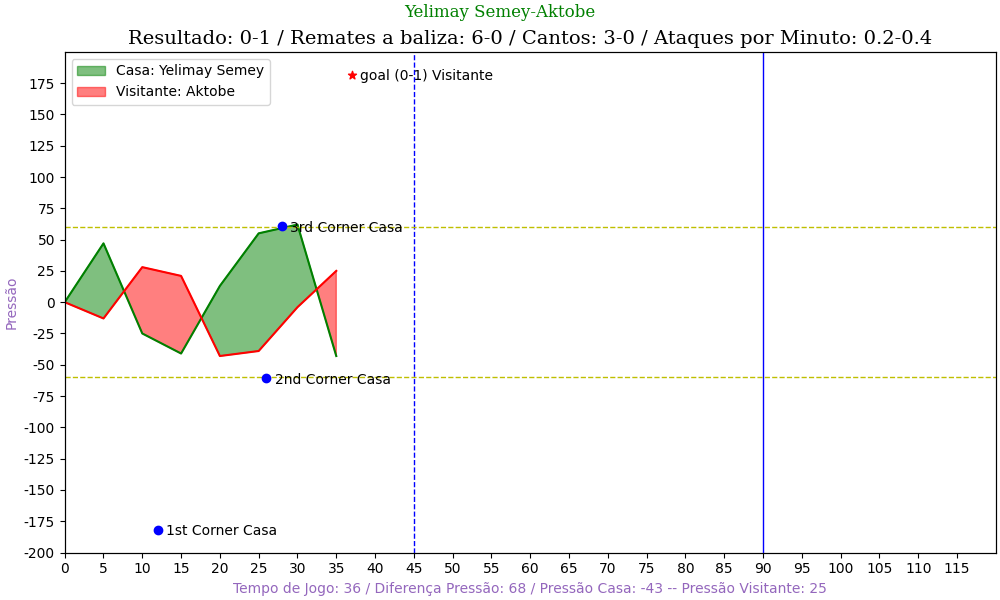 Yelimay Semey-Aktobe
Resultado: 0-1 / Remates a baliza: 6-0 / Cantos: 3-0 / Ataques por Minuto: 0.2-0.4
Casa: Yelimay Semey
Visitante: Aktobe
goal (0-1) Visitante
3rd Corner Casa
2nd Corner Casa
1st Corner Casa
Pressão
175
150
125
100
75
50
25
0
-25
-50
-75
-100
-125
-150
-175
-200
0 5 10 15 20 25 30 35 40 45 50 55 60 65 70 75 80 85 90 95 100 105 110 115
Tempo de Jogo: 36 / Diferença Pressão: 68 / Pressão Casa: -43 -- Pressão Visitante: 25